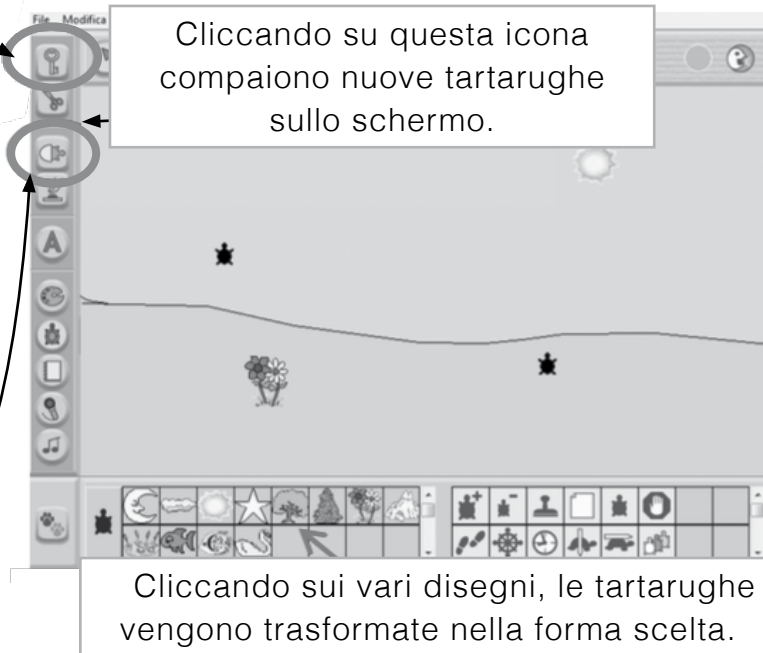 File Modifica
Cliccando su questa icona
compaiono nuove tartarughe
sullo schermo.
A
Cliccando sui vari disegni, le tartarughe
vengono trasformate nella forma scelta.